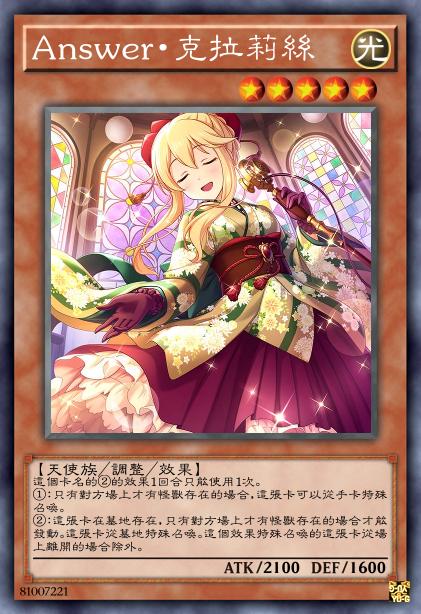 Answer・克拉莉絲
光
【天使族／調整／效果】
這個卡名的②的效果1回合只能使用1次。
①：只有對方場上才有怪獸存在的場合，這張卡可以從手卡特殊
召喚。
②：這張卡在墓地存在，只有對方場上才有怪獸存在的場合才能
發動。這張卡從墓地特殊召喚。這個效果特殊召喚的這張卡從場
上離開的場合除外。
ATK/2100 DEF/1600
81007221